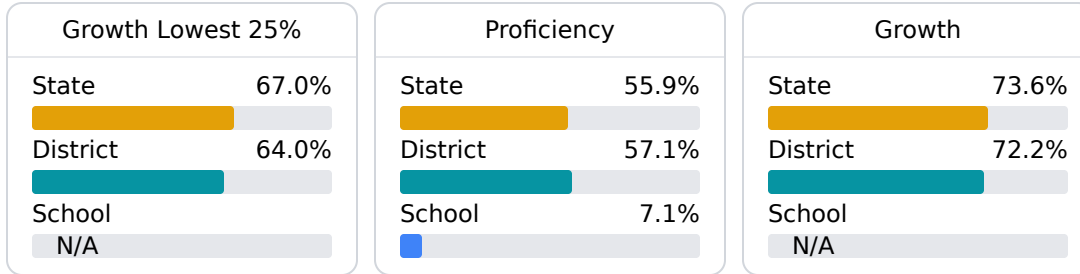 Growth Lowest 25%
State 67.0%
District 64.0%
School
N/A
Proficiency
State 55.9%
District 57.1%
School 7.1%
Growth
State 73.6%
District 72.2%
School
N/A